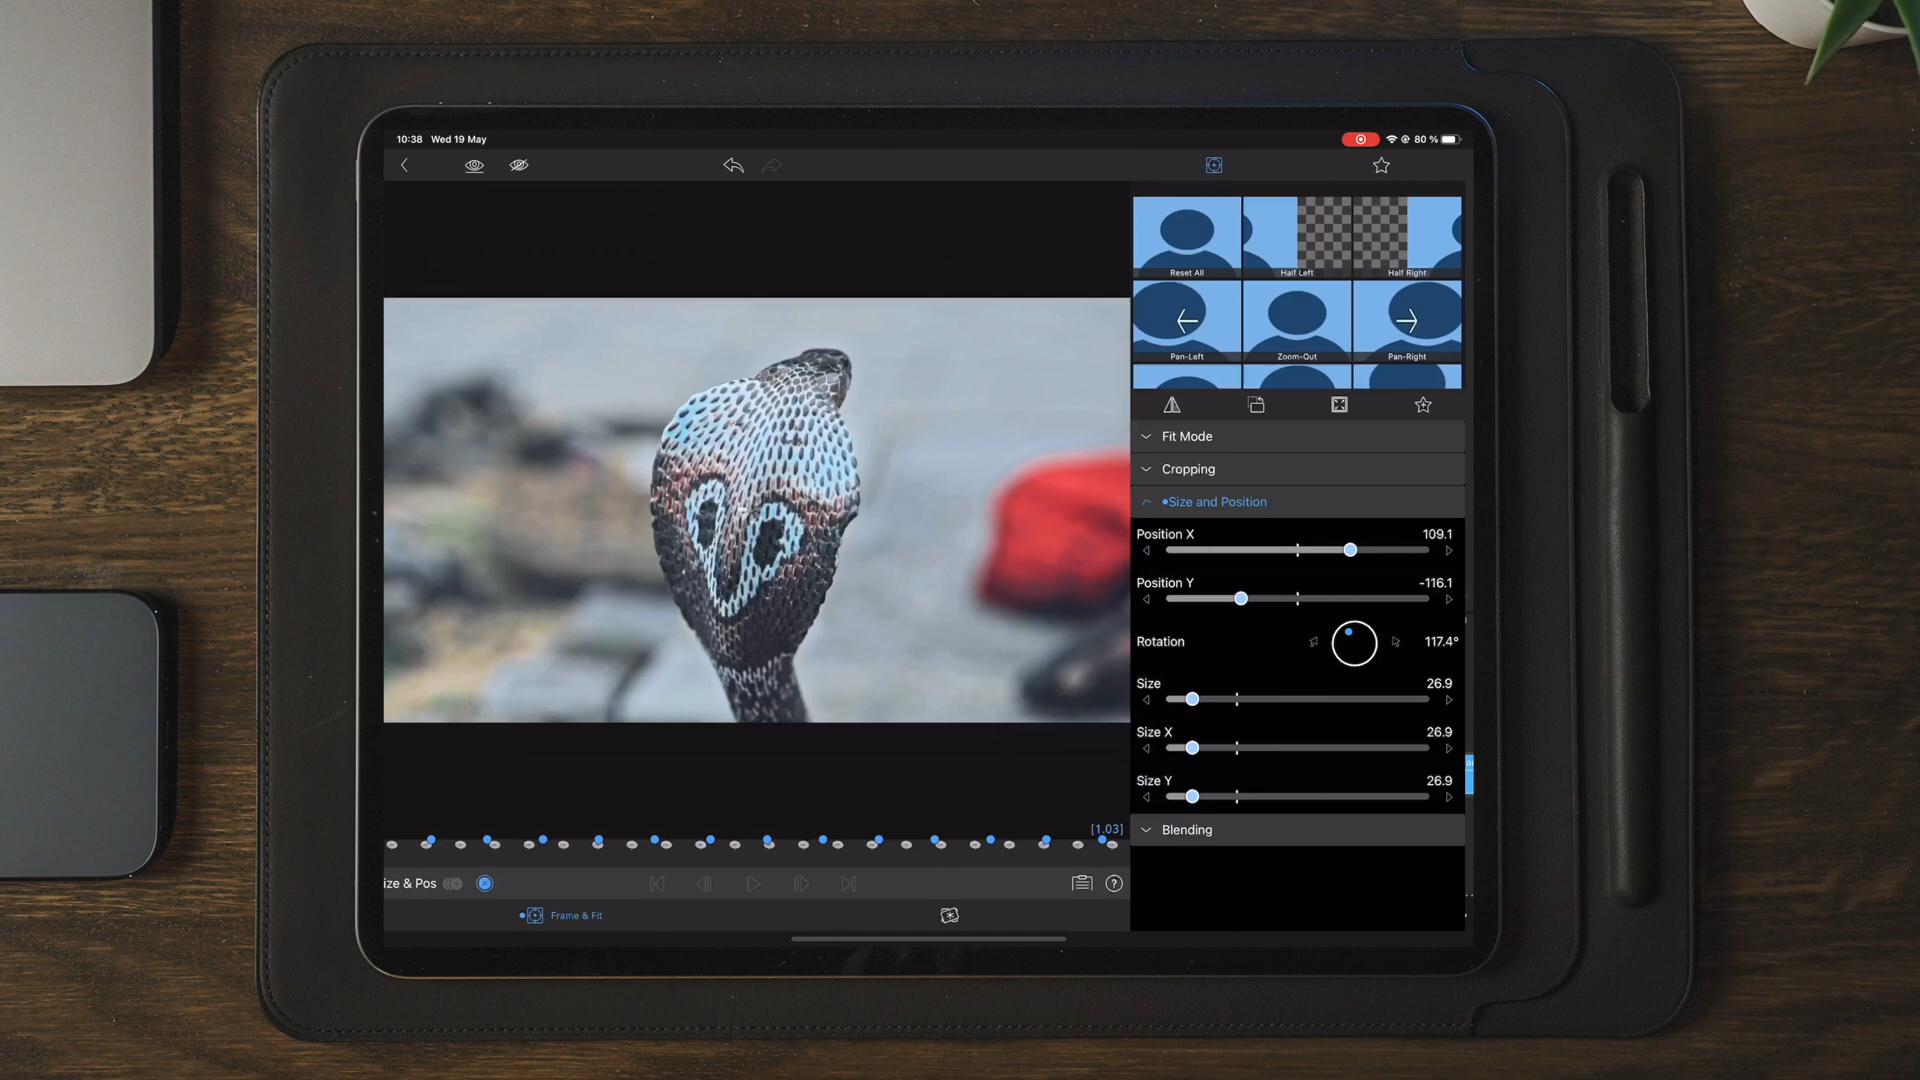 10:38 Wed 19 May
80 %
Reset All
Half Left
Half Right
Pan-Left
Zoom-Out
Pan-Right
Fit Mode
Cropping
Size and Position
Position X 109.1
Position Y -116.1
Rotation 117.4°
Size 26.9
Size X 26.9
Size Y 26.9
Blending
[1.03]
ize & Pos
?
Frame & Fit